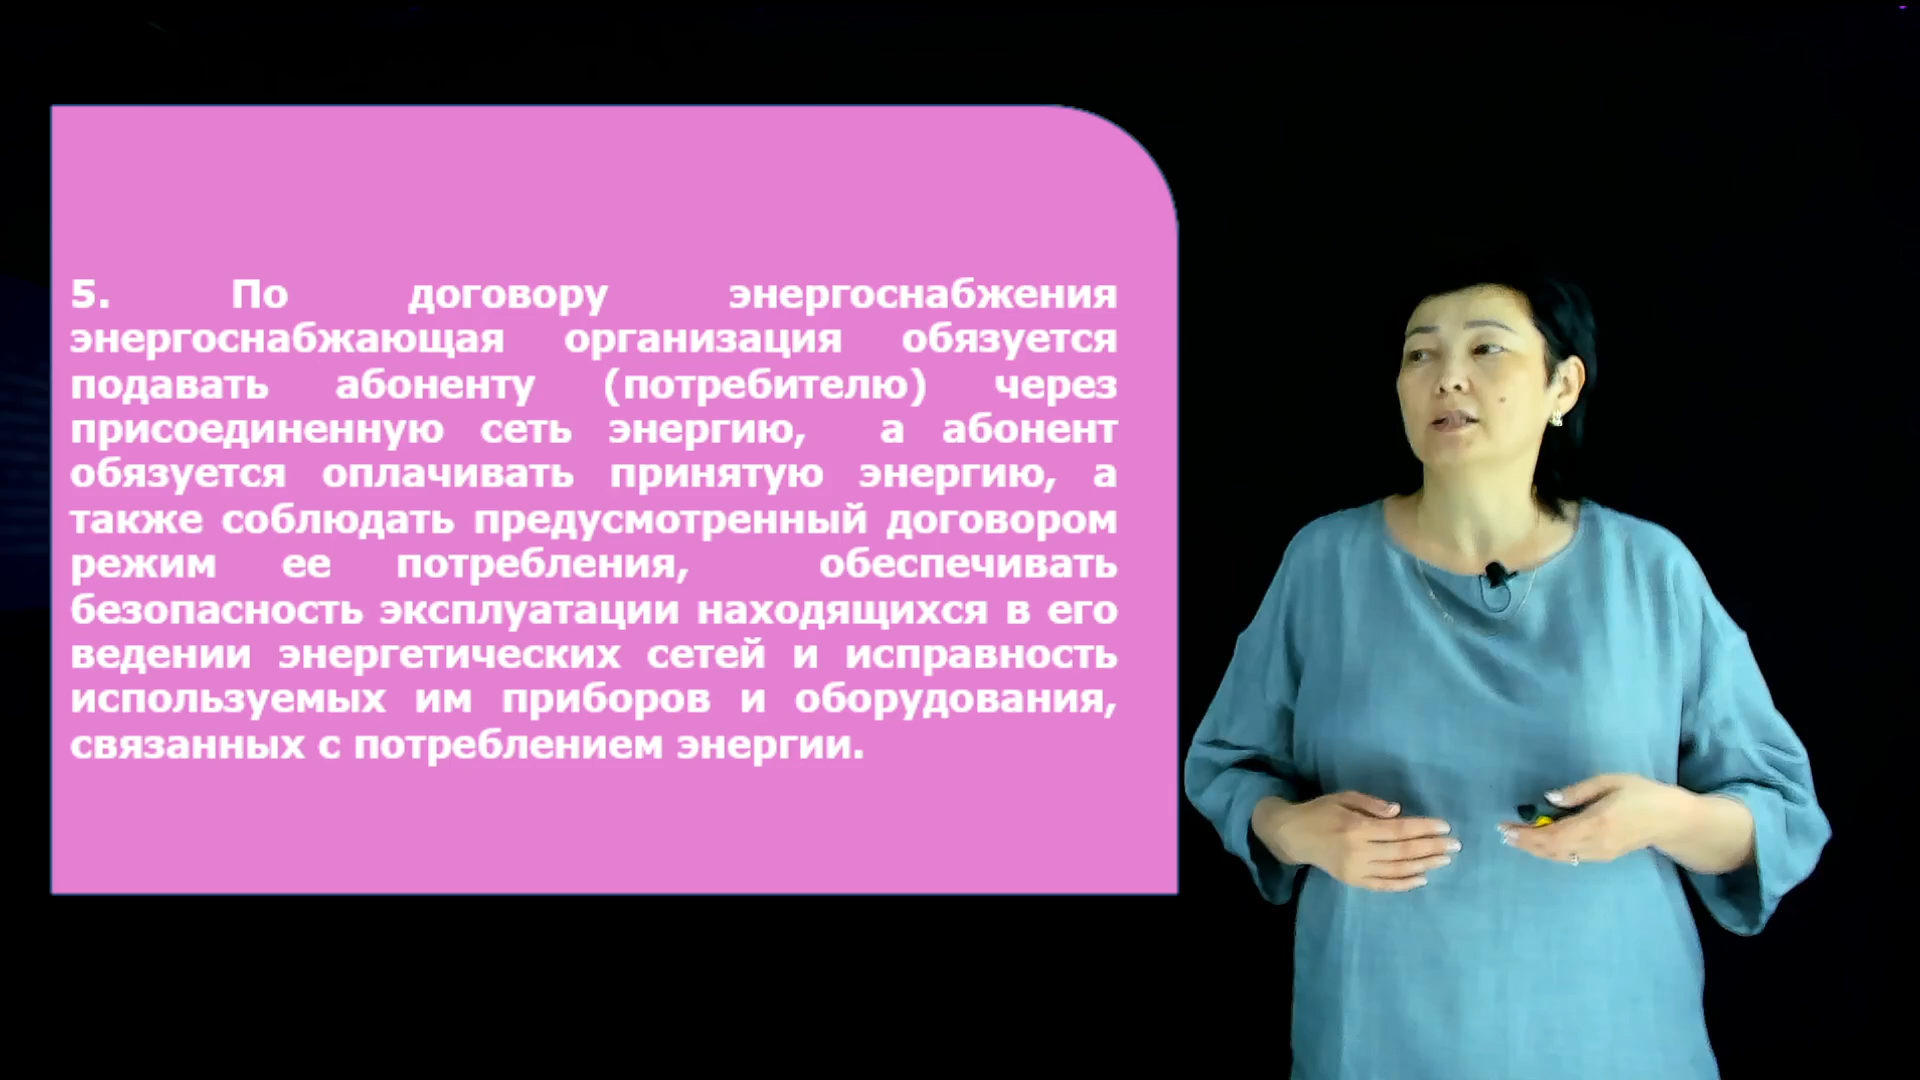 5. По договору энергоснабжения
энергоснабжающая организация обязуется
подавать абоненту (потребителю) через
присоединенную сеть энергию, а абонент
обязуется оплачивать принятую энергию, а
также соблюдать предусмотренный договором
режим ее потребления, обеспечивать
безопасность эксплуатации находящихся в его
ведении энергетических сетей и исправность
используемых им приборов и оборудования,
связанных с потреблением энергии.